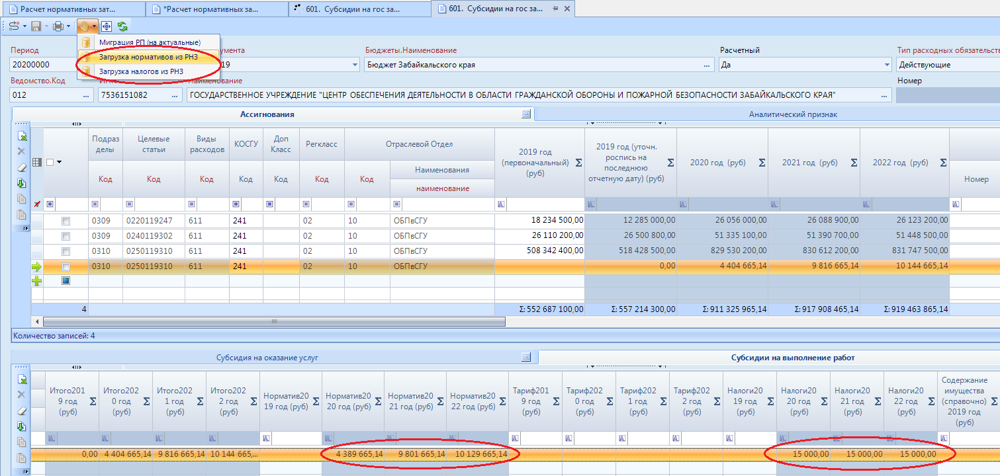 Расчет нормативных зат...
*Расчет нормативных за...
601. Субсидии на гос за...
601. Субсидии на гос за...
Миграция РП (на актуальные)
Загрузка нормативов из РНЗ
Загрузка налогов из РНЗ
Период
умента
Бюджеты.Наименование
Расчетный
Тип расходных обязательств
20200000
19
Бюджет Забайкальского края
Да
Действующие
Ведомство.Код
Наименование
Номер
012
7536151082
ГОСУДАРСТВЕННОЕ УЧРЕЖДЕНИЕ "ЦЕНТР ОБЕСПЕЧЕНИЯ ДЕЯТЕЛЬНОСТИ В ОБЛАСТИ ГРАЖДАНСКОЙ ОБОРОНЫ И ПОЖАРНОЙ БЕЗОПАСНОСТИ ЗАБАЙКАЛЬСКОГО КРАЯ"
Ассигнования
Аналитический признак
Подраз делы
Целевые статьи
Виды расходов
КОСГУ
Доп Класс
Регкласс
Отраслевой Отдел
2019 год (первоначальный) (руб) Σ
2019 год (уточн. роспись на последнюю отчетную дату) (руб) Σ
2020 год (руб) Σ
2021 год (руб) Σ
2022 год (руб) Σ
Код Код Код Код Код Код Код
Наименования
наименование
Номер
0309 0220119247 611 241 02 10 ОБПвСГУ 18 234 500,00 12 285 000,00 26 056 000,00 26 088 900,00 26 123 200,00
0309 0240119302 611 241 02 10 ОБПвСГУ 26 110 200,00 26 500 800,00 51 335 100,00 51 390 700,00 51 448 500,00
0310 0250119310 611 241 02 10 ОБПвСГУ 508 342 400,00 518 428 500,00 829 530 200,00 830 612 200,00 831 747 500,00
0310 0250119310 611 241 02 10 ОБПвСГУ 0,00 4 404 665,14 9 816 665,14 10 144 665,14
4 Σ: 552 687 100,00 Σ: 557 214 300,00 Σ: 911 325 965,14 Σ: 917 908 465,14 Σ: 919 463 865,14
Количество записей: 4
Субсидия на оказание услуг
Субсидии на выполнение работ
Итого2019 год (руб) Σ
Итого2020 год (руб) Σ
Итого2021 год (руб) Σ
Итого2022 год (руб) Σ
Норматив2019 год (руб) Σ
Норматив2020 год (руб) Σ
Норматив2021 год (руб) Σ
Норматив2022 год (руб) Σ
Тариф2019 год (руб) Σ
Тариф2020 год (руб) Σ
Тариф2021 год (руб) Σ
Тариф2022 год (руб) Σ
Налоги2019 год (руб) Σ
Налоги2020 год (руб) Σ
Налоги2021 год (руб) Σ
Налоги2022 год (руб) Σ
Содержание имущества (справочно) 2019 год (руб) Σ
0,00 4 404 665,14 9 816 665,14 10 144 665,... 4 389 665,14 9 801 665,14 10 129 665,14 15 000,00 15 000,00 15 000,00